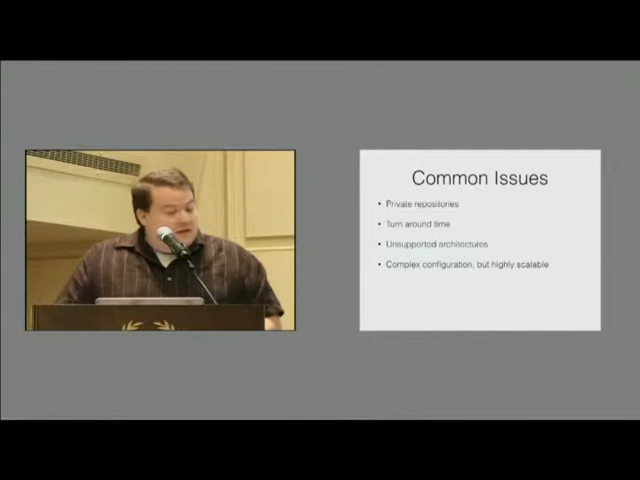 Common Issues
• Private repositories
• Turn around time
• Unsupported architectures
• Complex configuration, but highly scalable